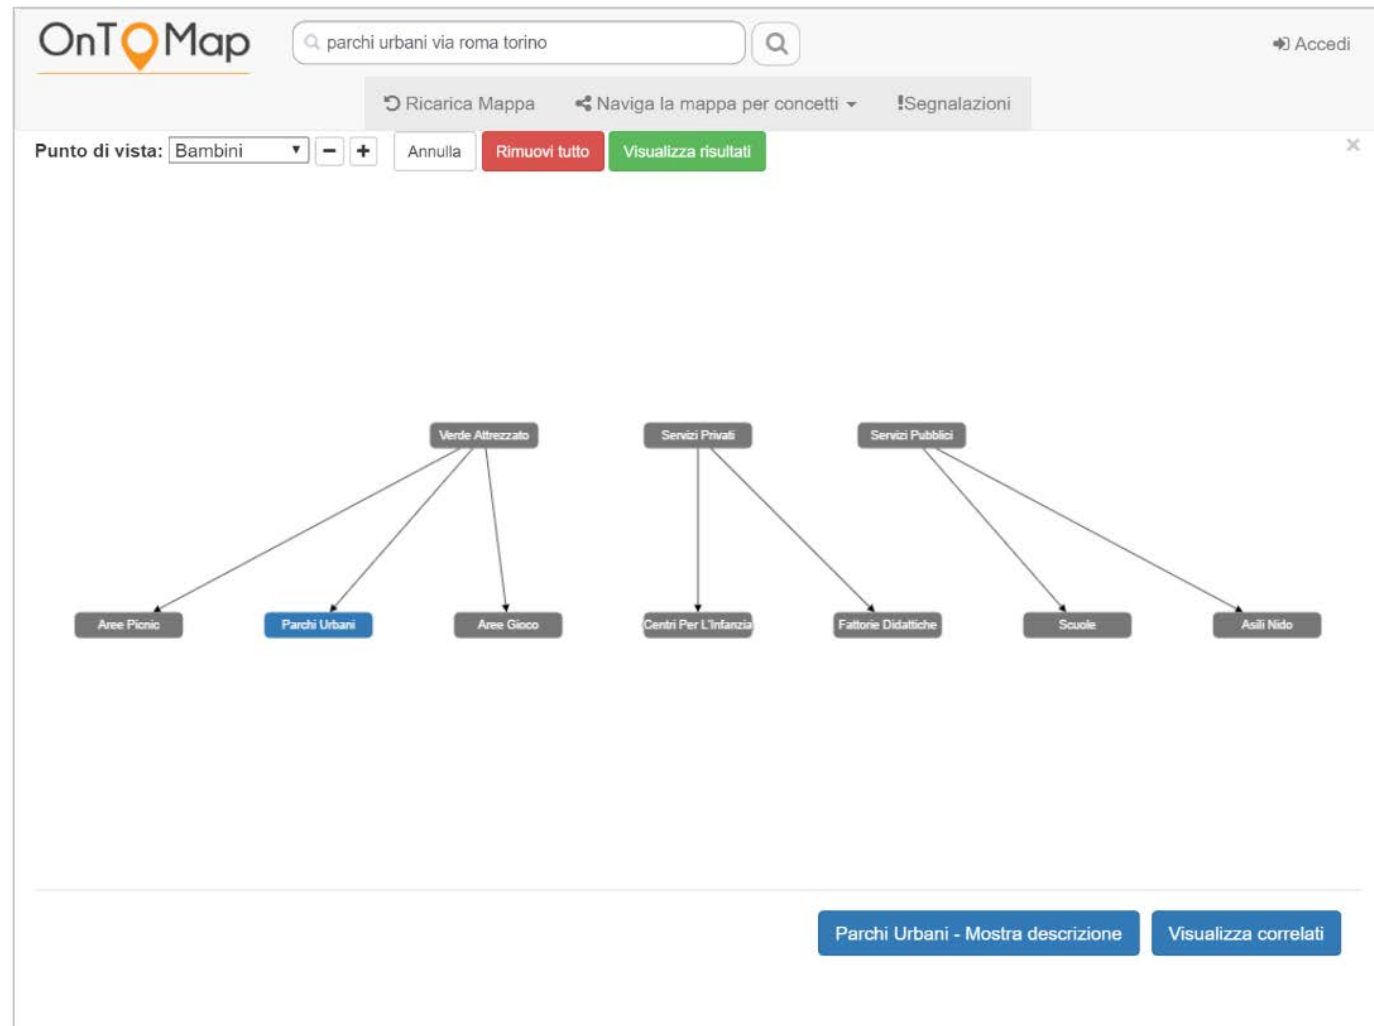 OnTOMap
parchi urbani via roma torino
Accedi
Ricarica Mappa Naviga la mappa per concetti !Segnalazioni
Punto di vista: Bambini − + Annulla Rimuovi tutto Visualizza risultati ×
Verde Attrezzato Servizi Privati Servizi Pubblici
Aree Picnic Parchi Urbani Aree Gioco Centri Per L'Infanzia Fattorie Didattiche Scuole Asili Nido
Parchi Urbani - Mostra descrizione Visualizza correlati